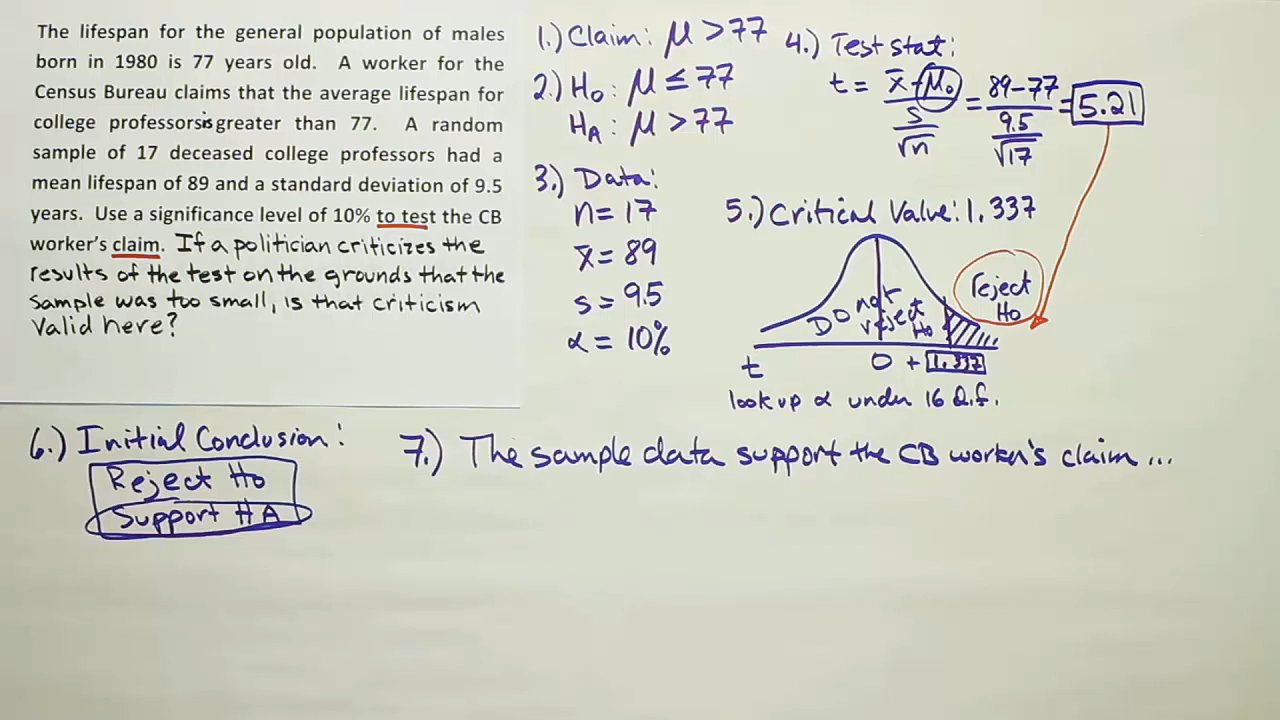 The lifespan for the general population of males
born in 1980 is 77 years old. A worker for the
Census Bureau claims that the average lifespan for
college professors is greater than 77. A random
sample of 17 deceased college professors had a
mean lifespan of 89 and a standard deviation of 9.5
years. Use a significance level of 10% to test the CB
worker's claim. If a politician criticizes the
results of the test on the grounds that the
sample was too small, is that criticism
valid here?
1.) Claim: μ > 77
2.) H₀: μ ≤ 77
H_A: μ > 77
3.) Data:
n = 17
x̄ = 89
s = 9.5
α = 10%
4.) Test stat:
t = (x̄ - μ₀) / (s/√n) = (89-77) / (9.5/√17) = 5.21
5.) Critical Value: 1.337
Do not reject H₀
reject
H₀
t 0 + 1.337
look up α under 16 D.f.
6.) Initial Conclusion:
Reject H₀
Support H_A
7.) The sample data support the CB worker's claim ...